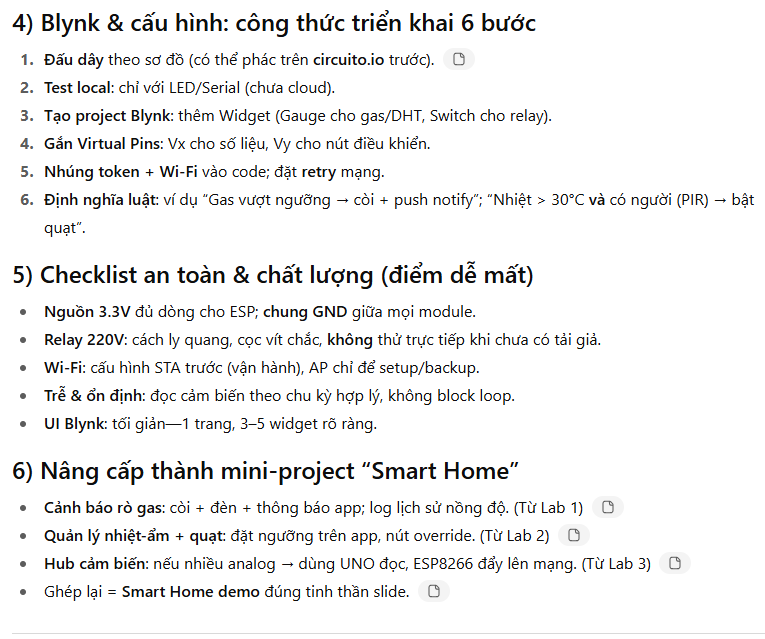 4) Blynk & cấu hình: công thức triển khai 6 bước
1. Đấu dây theo sơ đồ (có thể phác trên circuito.io trước).
2. Test local: chỉ với LED/Serial (chưa cloud).
3. Tạo project Blynk: thêm Widget (Gauge cho gas/DHT, Switch cho relay).
4. Gắn Virtual Pins: Vx cho số liệu, Vy cho nút điều khiển.
5. Nhúng token + Wi-Fi vào code; đặt retry mạng.
6. Định nghĩa luật: ví dụ “Gas vượt ngưỡng → còi + push notify”; “Nhiệt > 30°C và có người (PIR) → bật
quạt”.
5) Checklist an toàn & chất lượng (điểm dễ mất)
• Nguồn 3.3V đủ dòng cho ESP; chung GND giữa mọi module.
• Relay 220V: cách ly quang, cọc vít chắc, không thử trực tiếp khi chưa có tải giả.
• Wi-Fi: cấu hình STA trước (vận hành), AP chỉ để setup/backup.
• Trễ & ổn định: đọc cảm biến theo chu kỳ hợp lý, không block loop.
• UI Blynk: tối giản—1 trang, 3–5 widget rõ ràng.
6) Nâng cấp thành mini-project “Smart Home”
• Cảnh báo rò gas: còi + đèn + thông báo app; log lịch sử nồng độ. (Từ Lab 1)
• Quản lý nhiệt-ẩm + quạt: đặt ngưỡng trên app, nút override. (Từ Lab 2)
• Hub cảm biến: nếu nhiều analog → dùng UNO đọc, ESP8266 đẩy lên mạng. (Từ Lab 3)
• Ghép lại = Smart Home demo đúng tinh thần slide.